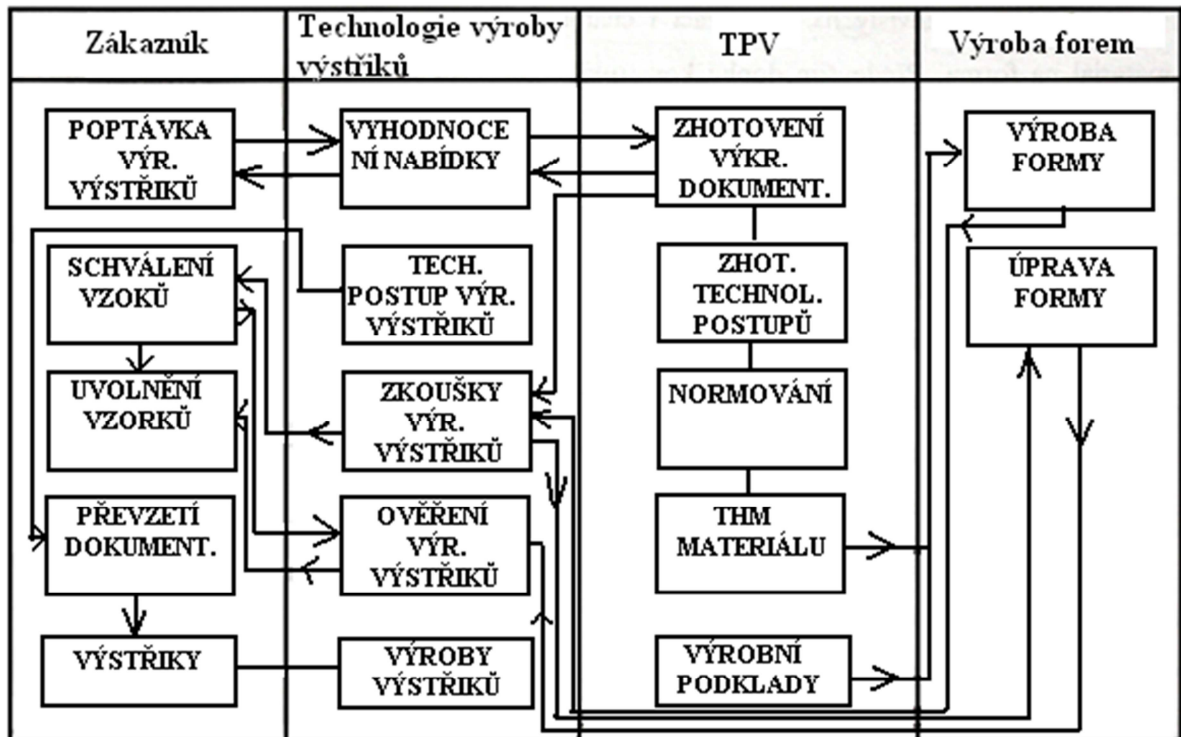 Zákazník
Technologie výroby
výstřiků
TPV
Výroba forem
POPTÁVKA
VÝR.
VÝSTŘIKŮ
VYHODNOCE
NÍ NABÍDKY
ZHOTOVENÍ
VÝKR.
DOKUMENT.
VÝROBA
FORMY
SCHVÁLENÍ
VZOKŮ
TECH.
POSTUP VÝR.
VÝSTŘIKŮ
ZHOT.
TECHNOL.
POSTUPŮ
ÚPRAVA
FORMY
UVOLNĚNÍ
VZORKŮ
ZKOUŠKY
VÝR.
VÝSTŘIKŮ
NORMOVÁNÍ
PŘEVZETÍ
DOKUMENT.
OVĚŘENÍ
VÝR.
VÝSTŘIKŮ
THM
MATERIÁLU
VÝSTŘIKY
VÝROBY
VÝSTŘIKŮ
VÝROBNÍ
PODKLADY